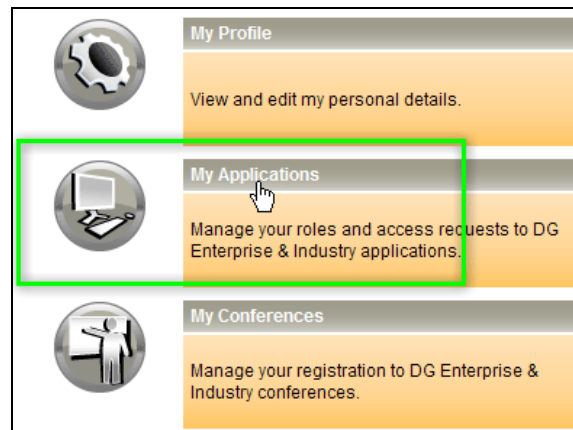 My Profile
View and edit my personal details.
My Applications
Manage your roles and access requests to DG
Enterprise & Industry applications.
My Conferences
Manage your registration to DG Enterprise &
Industry conferences.